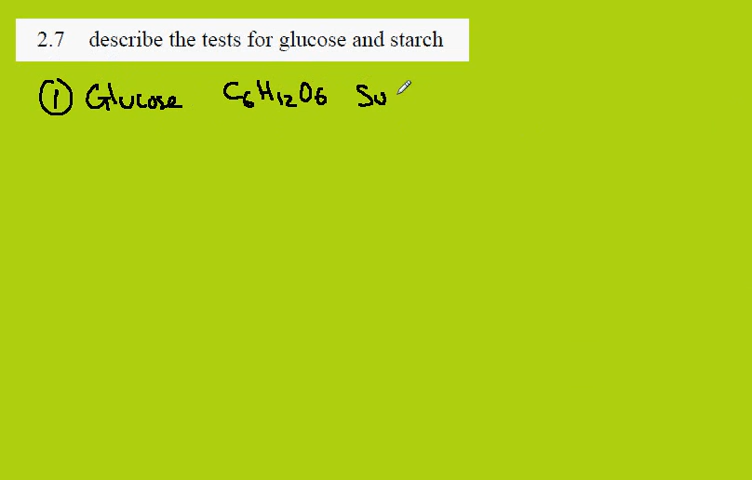 2.7 describe the tests for glucose and starch
① Glucose C₆H₁₂O₆ Su